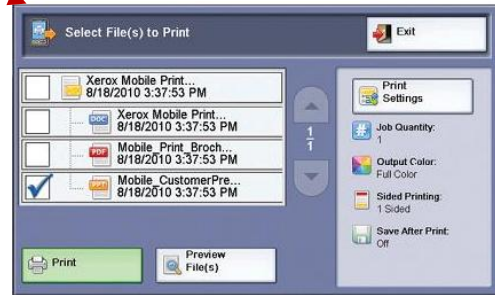 Select File(s) to Print
Exit
Xerox Mobile Print...
8/18/2010 3:37:53 PM
DOC
Xerox Mobile Print...
8/18/2010 3:37:53 PM
PDF
Mobile_Print_Broch...
8/18/2010 3:37:53 PM
Mobile_CustomerPre...
8/18/2010 3:37:53 PM
1
1
Print
Settings
Job Quantity:
1
Output Color:
Full Color
Sided Printing:
1 Sided
Save After Print:
Off
Print
Preview
File(s)